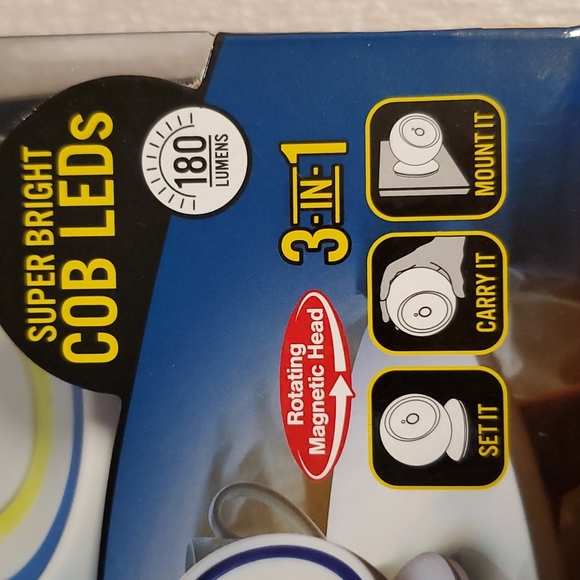 SUPER BRIGHT
COB LEDs
180
LUMENS
3-IN-1
Rotating
Magnetic Head
SET IT
CARRY IT
MOUNT IT